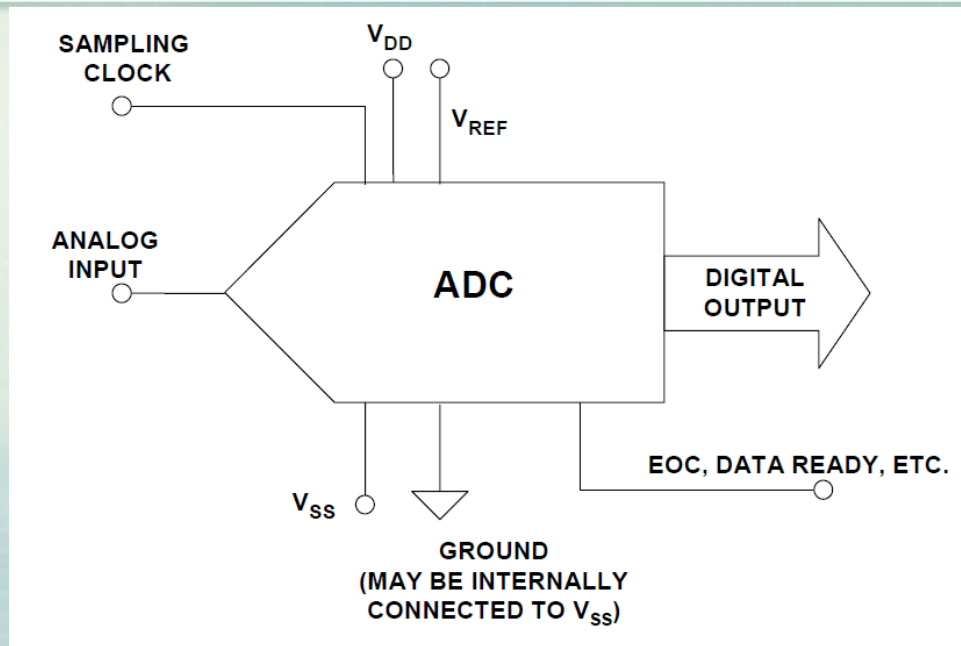 SAMPLING
CLOCK
VDD
VREF
ANALOG
INPUT
ADC
DIGITAL
OUTPUT
EOC, DATA READY, ETC.
VSS
GROUND
(MAY BE INTERNALLY
CONNECTED TO VSS)